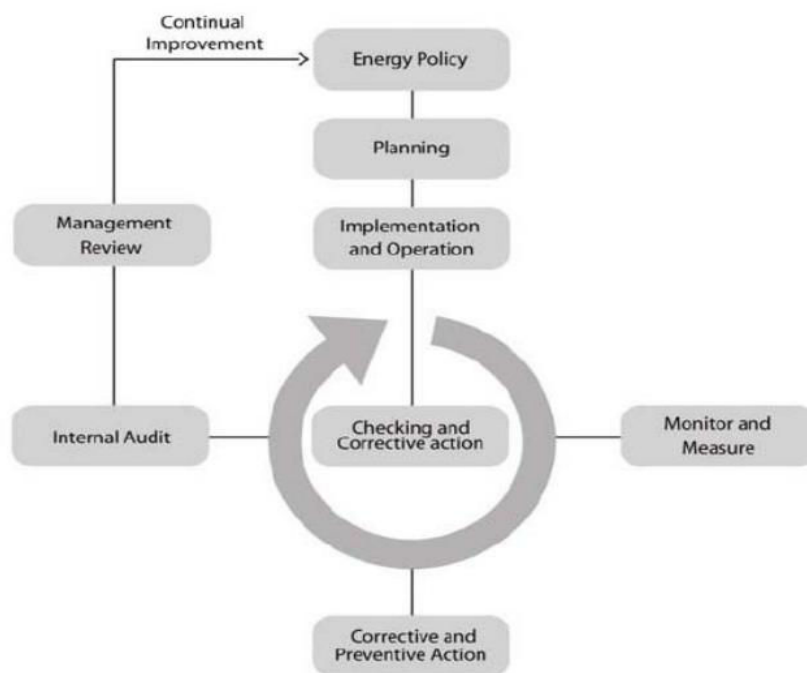 Continual
Improvement
Energy Policy
Planning
Management
Review
Implementation
and Operation
Internal Audit
Checking and
Corrective action
Monitor and
Measure
Corrective and
Preventive Action